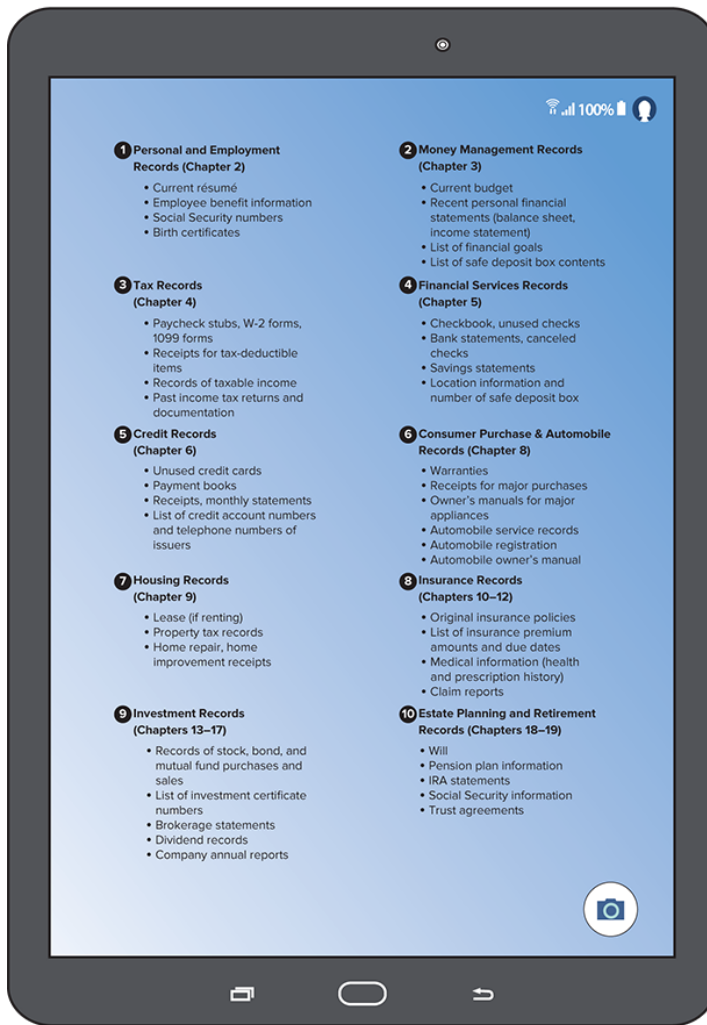 100%
1 Personal and Employment
Records (Chapter 2)
• Current résumé
• Employee benefit information
• Social Security numbers
• Birth certificates
2 Money Management Records
(Chapter 3)
• Current budget
• Recent personal financial
statements (balance sheet,
income statement)
• List of financial goals
• List of safe deposit box contents
3 Tax Records
(Chapter 4)
• Paycheck stubs, W-2 forms,
1099 forms
• Receipts for tax-deductible
items
• Records of taxable income
• Past income tax returns and
documentation
4 Financial Services Records
(Chapter 5)
• Checkbook, unused checks
• Bank statements, canceled
checks
• Savings statements
• Location information and
number of safe deposit box
5 Credit Records
(Chapter 6)
• Unused credit cards
• Payment books
• Receipts, monthly statements
• List of credit account numbers
and telephone numbers of
issuers
6 Consumer Purchase & Automobile
Records (Chapter 8)
• Warranties
• Receipts for major purchases
• Owner’s manuals for major
appliances
• Automobile service records
• Automobile registration
• Automobile owner’s manual
7 Housing Records
(Chapter 9)
• Lease (if renting)
• Property tax records
• Home repair, home
improvement receipts
8 Insurance Records
(Chapters 10–12)
• Original insurance policies
• List of insurance premium
amounts and due dates
• Medical information (health
and prescription history)
• Claim reports
9 Investment Records
(Chapters 13–17)
• Records of stock, bond, and
mutual fund purchases and
sales
• List of investment certificate
numbers
• Brokerage statements
• Dividend records
• Company annual reports
10 Estate Planning and Retirement
Records (Chapters 18–19)
• Will
• Pension plan information
• IRA statements
• Social Security information
• Trust agreements